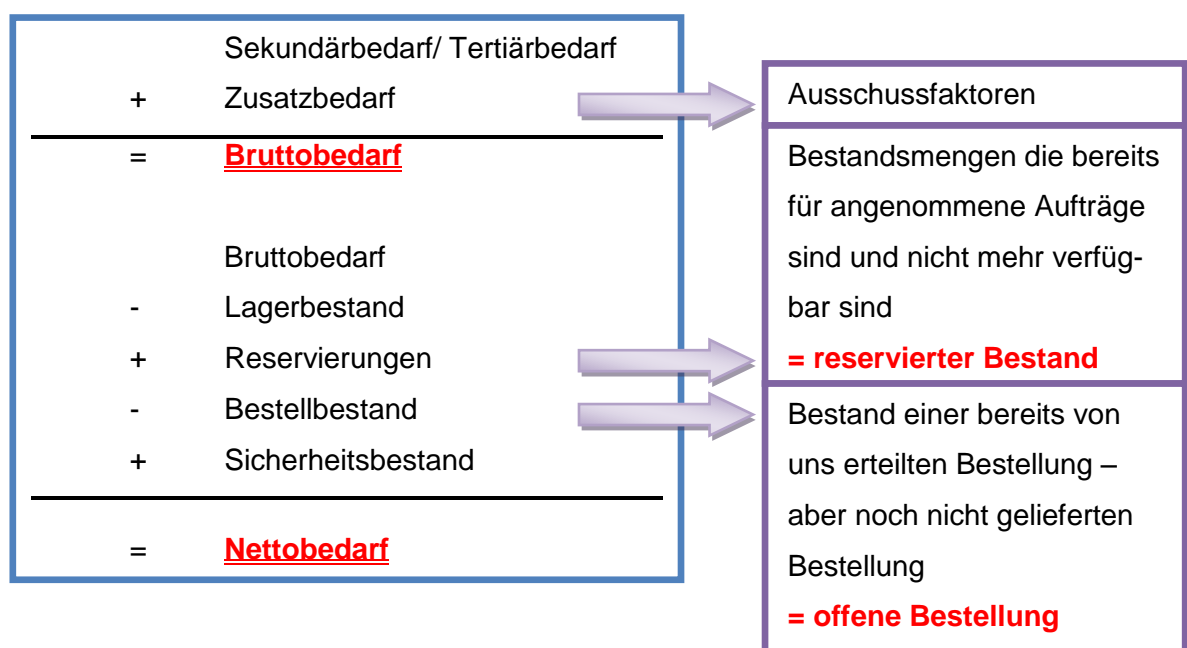 Sekundärbedarf/ Tertiärbedarf
+ Zusatzbedarf
= Bruttobedarf
Bruttobedarf
- Lagerbestand
+ Reservierungen
- Bestellbestand
+ Sicherheitsbestand
= Nettobedarf
Ausschussfaktoren
Bestandsmengen die bereits
für angenommene Aufträge
sind und nicht mehr verfüg-
bar sind
= reservierter Bestand
Bestand einer bereits von
uns erteilten Bestellung –
aber noch nicht gelieferten
Bestellung
= offene Bestellung